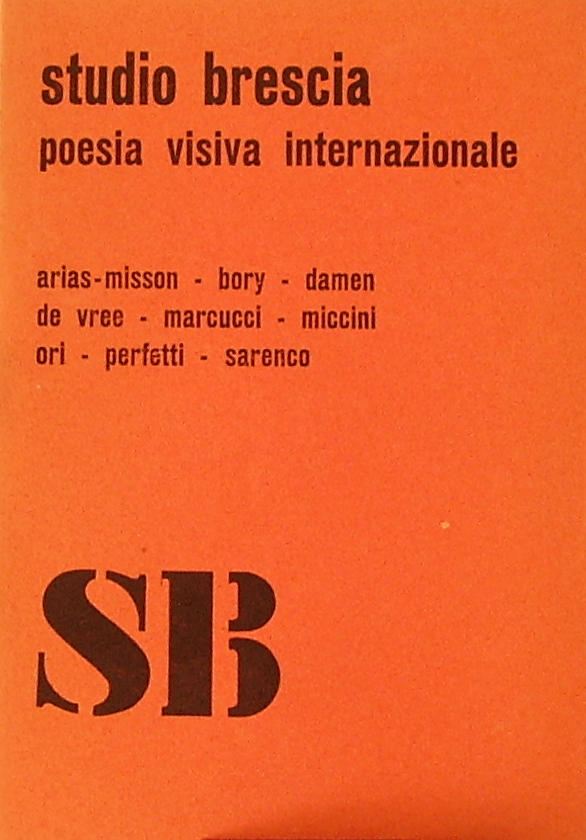 studio brescia
poesia visiva internazionale
arias-misson - bory - damen
de vree - marcucci - miccini
ori - perfetti - sarenco
SB